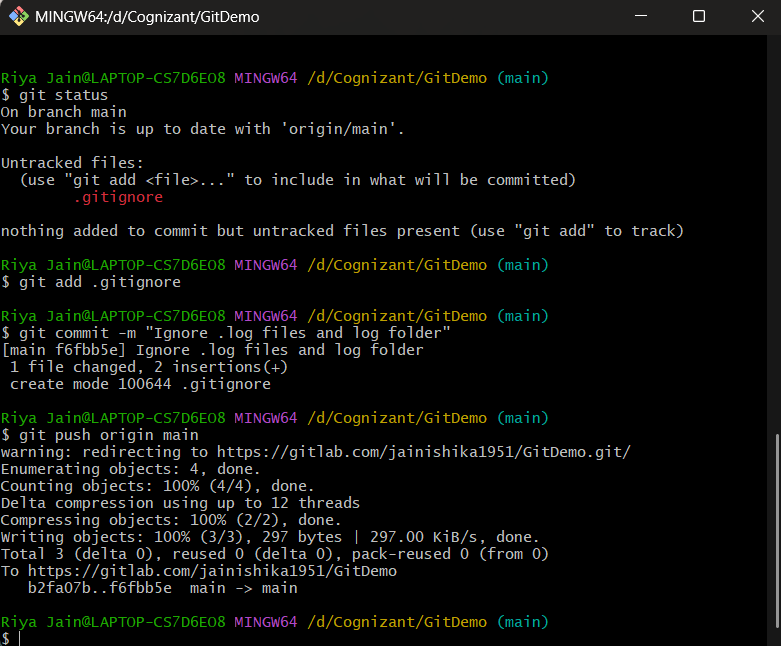 MINGW64:/d/Cognizant/GitDemo
Riya Jain@LAPTOP-CS7D6EO8 MINGW64 /d/Cognizant/GitDemo (main)
$ git status
On branch main
Your branch is up to date with 'origin/main'.
Untracked files:
  (use "git add <file>..." to include in what will be committed)
        .gitignore
nothing added to commit but untracked files present (use "git add" to track)
Riya Jain@LAPTOP-CS7D6EO8 MINGW64 /d/Cognizant/GitDemo (main)
$ git add .gitignore
Riya Jain@LAPTOP-CS7D6EO8 MINGW64 /d/Cognizant/GitDemo (main)
$ git commit -m "Ignore .log files and log folder"
[main f6fbb5e] Ignore .log files and log folder
 1 file changed, 2 insertions(+)
 create mode 100644 .gitignore
Riya Jain@LAPTOP-CS7D6EO8 MINGW64 /d/Cognizant/GitDemo (main)
$ git push origin main
warning: redirecting to https://gitlab.com/jainishika1951/GitDemo.git/
Enumerating objects: 4, done.
Counting objects: 100% (4/4), done.
Delta compression using up to 12 threads
Compressing objects: 100% (2/2), done.
Writing objects: 100% (3/3), 297 bytes | 297.00 KiB/s, done.
Total 3 (delta 0), reused 0 (delta 0), pack-reused 0 (from 0)
To https://gitlab.com/jainishika1951/GitDemo
   b2fa07b..f6fbb5e  main -> main
Riya Jain@LAPTOP-CS7D6EO8 MINGW64 /d/Cognizant/GitDemo (main)
$